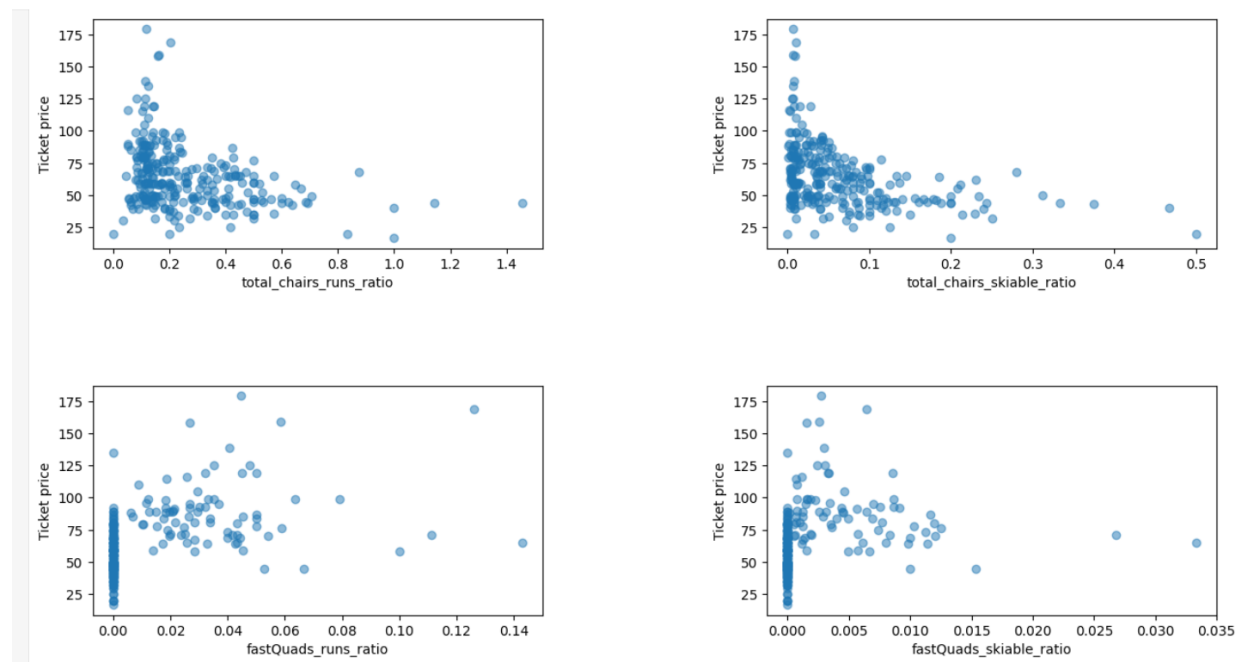 175
150
125
100
75
50
25
Ticket price
0.0 0.2 0.4 0.6 0.8 1.0 1.2 1.4
total_chairs_runs_ratio
175
150
125
100
75
50
25
Ticket price
0.0 0.1 0.2 0.3 0.4 0.5
total_chairs_skiable_ratio
175
150
125
100
75
50
25
Ticket price
0.00 0.02 0.04 0.06 0.08 0.10 0.12 0.14
fastQuads_runs_ratio
175
150
125
100
75
50
25
Ticket price
0.000 0.005 0.010 0.015 0.020 0.025 0.030 0.035
fastQuads_skiable_ratio